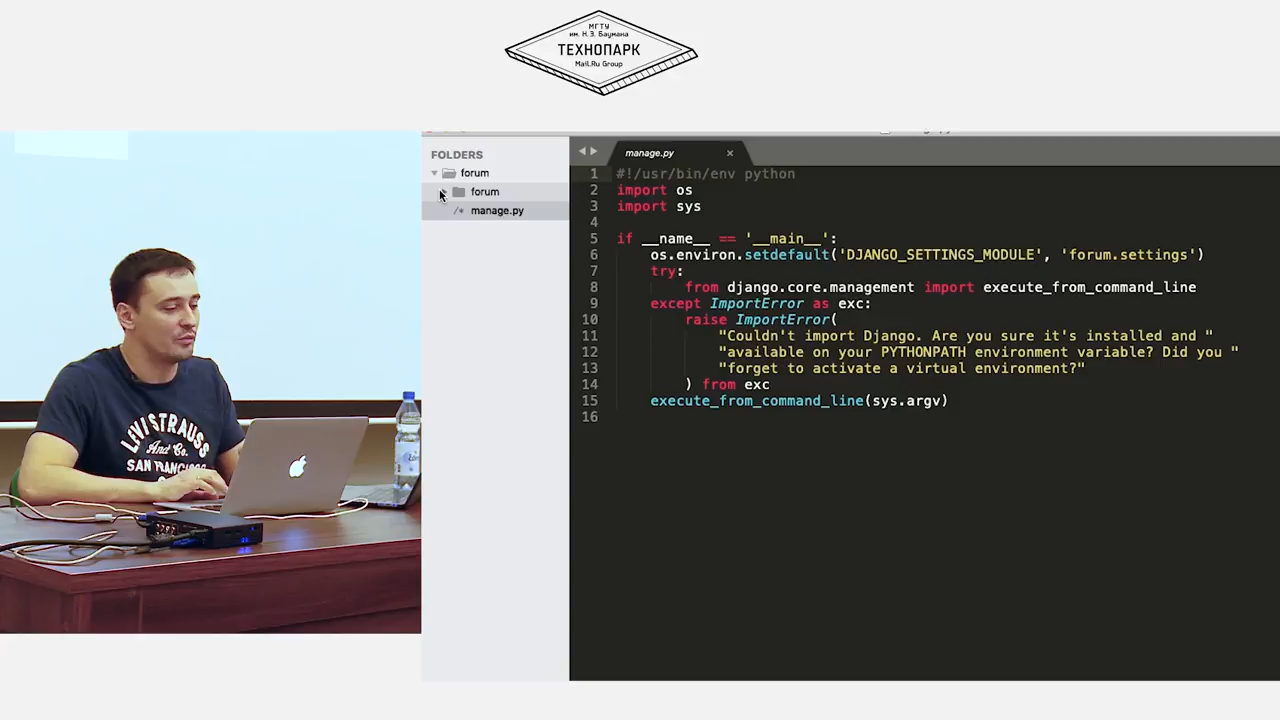 МГТУ
им. Н.Э. Баумана
ТЕХНОПАРК
Mail.Ru Group
FOLDERS
forum
forum
manage.py
manage.py
1 #!/usr/bin/env python
2 import os
3 import sys
4
5 if __name__ == '__main__':
6 os.environ.setdefault('DJANGO_SETTINGS_MODULE', 'forum.settings')
7 try:
8 from django.core.management import execute_from_command_line
9 except ImportError as exc:
10 raise ImportError(
11 "Couldn't import Django. Are you sure it's installed and "
12 "available on your PYTHONPATH environment variable? Did you "
13 "forget to activate a virtual environment?"
14 ) from exc
15 execute_from_command_line(sys.argv)
16
LEVI STRAUSS
And Co.
SAN FRANCISCO